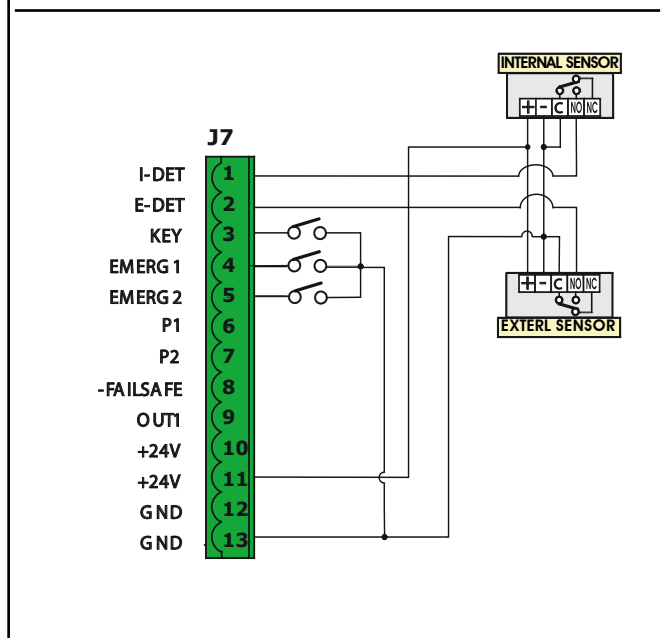 INTERNAL SENSOR
+ - C NO NC
J7
I-DET 1
E-DET 2
KEY 3
EMERG 1 4
EMERG 2 5
P1 6
P2 7
-FAILSAFE 8
OUT1 9
+24V 10
+24V 11
GND 12
GND 13
+ - C NO NC
EXTERL SENSOR